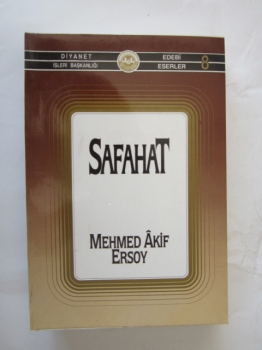 DİYANET
İŞLERİ BAŞKANLIĞI
EDEBİ
ESERLER
8
SAFAHAT
MEHMED ÂKİF
ERSOY